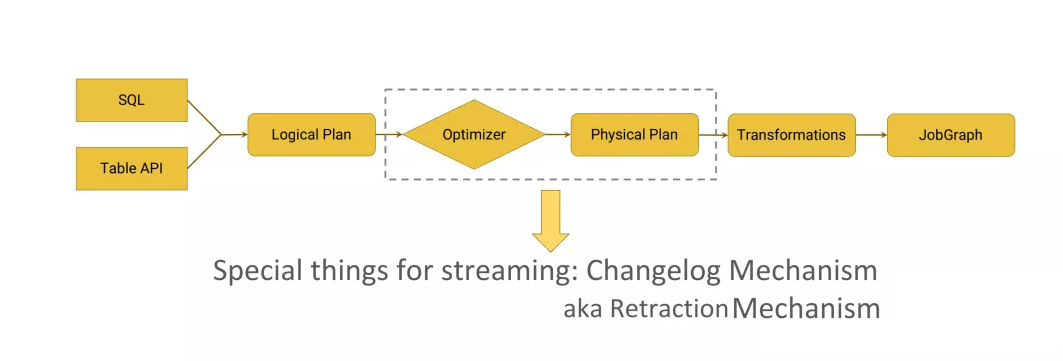 SQL
Table API
Logical Plan
Optimizer
Physical Plan
Transformations
JobGraph
Special things for streaming: Changelog Mechanism
aka Retraction Mechanism